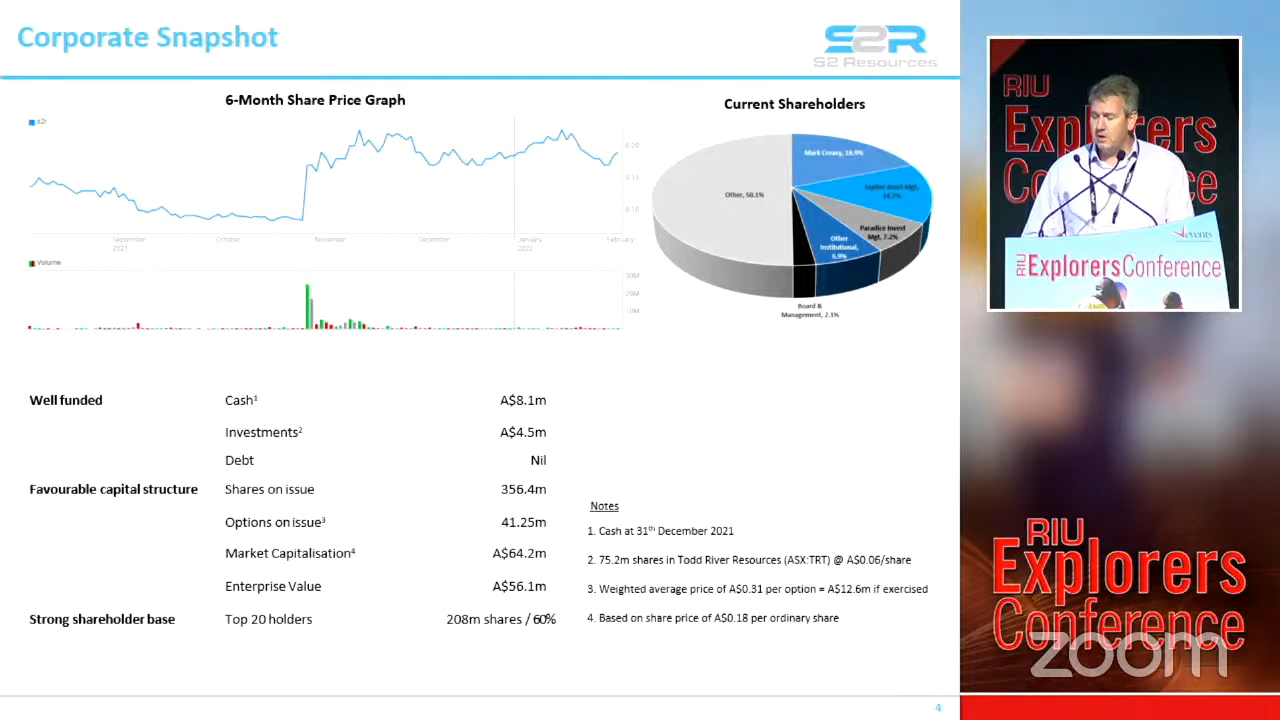 Corporate Snapshot
S2R
S2 Resources
6-Month Share Price Graph
s2r
0.20
0.15
0.10
September
2021
October
November
December
January
2022
February
Volume
30M
20M
10M
Current Shareholders
Mark Creasy, 18.9%
Jupiter Asset Mgt,
Paradice Invest
Mgt, 7.2%
Other
Institutional,
6.9%
Board &
Management, 2.1%
Other, 50.1%
Well funded
Cash1
A$8.1m
Investments2
A$4.5m
Debt
Nil
Favourable capital structure
Shares on issue
356.4m
Options on issue3
41.25m
Market Capitalisation4
A$64.2m
Enterprise Value
A$56.1m
Strong shareholder base
Top 20 holders
208m shares / 60%
Notes
1. Cash at 31th December 2021
2. 75.2m shares in Todd River Resources (ASX:TRT) @ A$0.06/share
3. Weighted average price of A$0.31 per option = A$12.6m if exercised
4. Based on share price of A$0.18 per ordinary share
4
RIU
Explorers
Conference
events
RIU ExplorersConference
RIU
Explorers
Conference
zoom